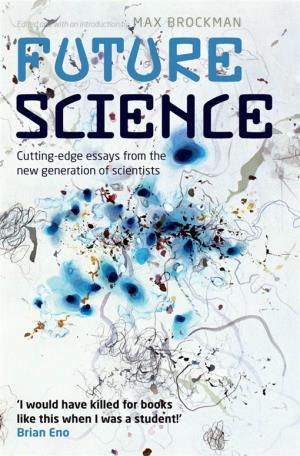 Edited and with an introduction by MAX BROCKMAN
FUTURE
SCIENCE
Cutting-edge essays from the
new generation of scientists
'I would have killed for books
like this when I was a student!'
Brian Eno